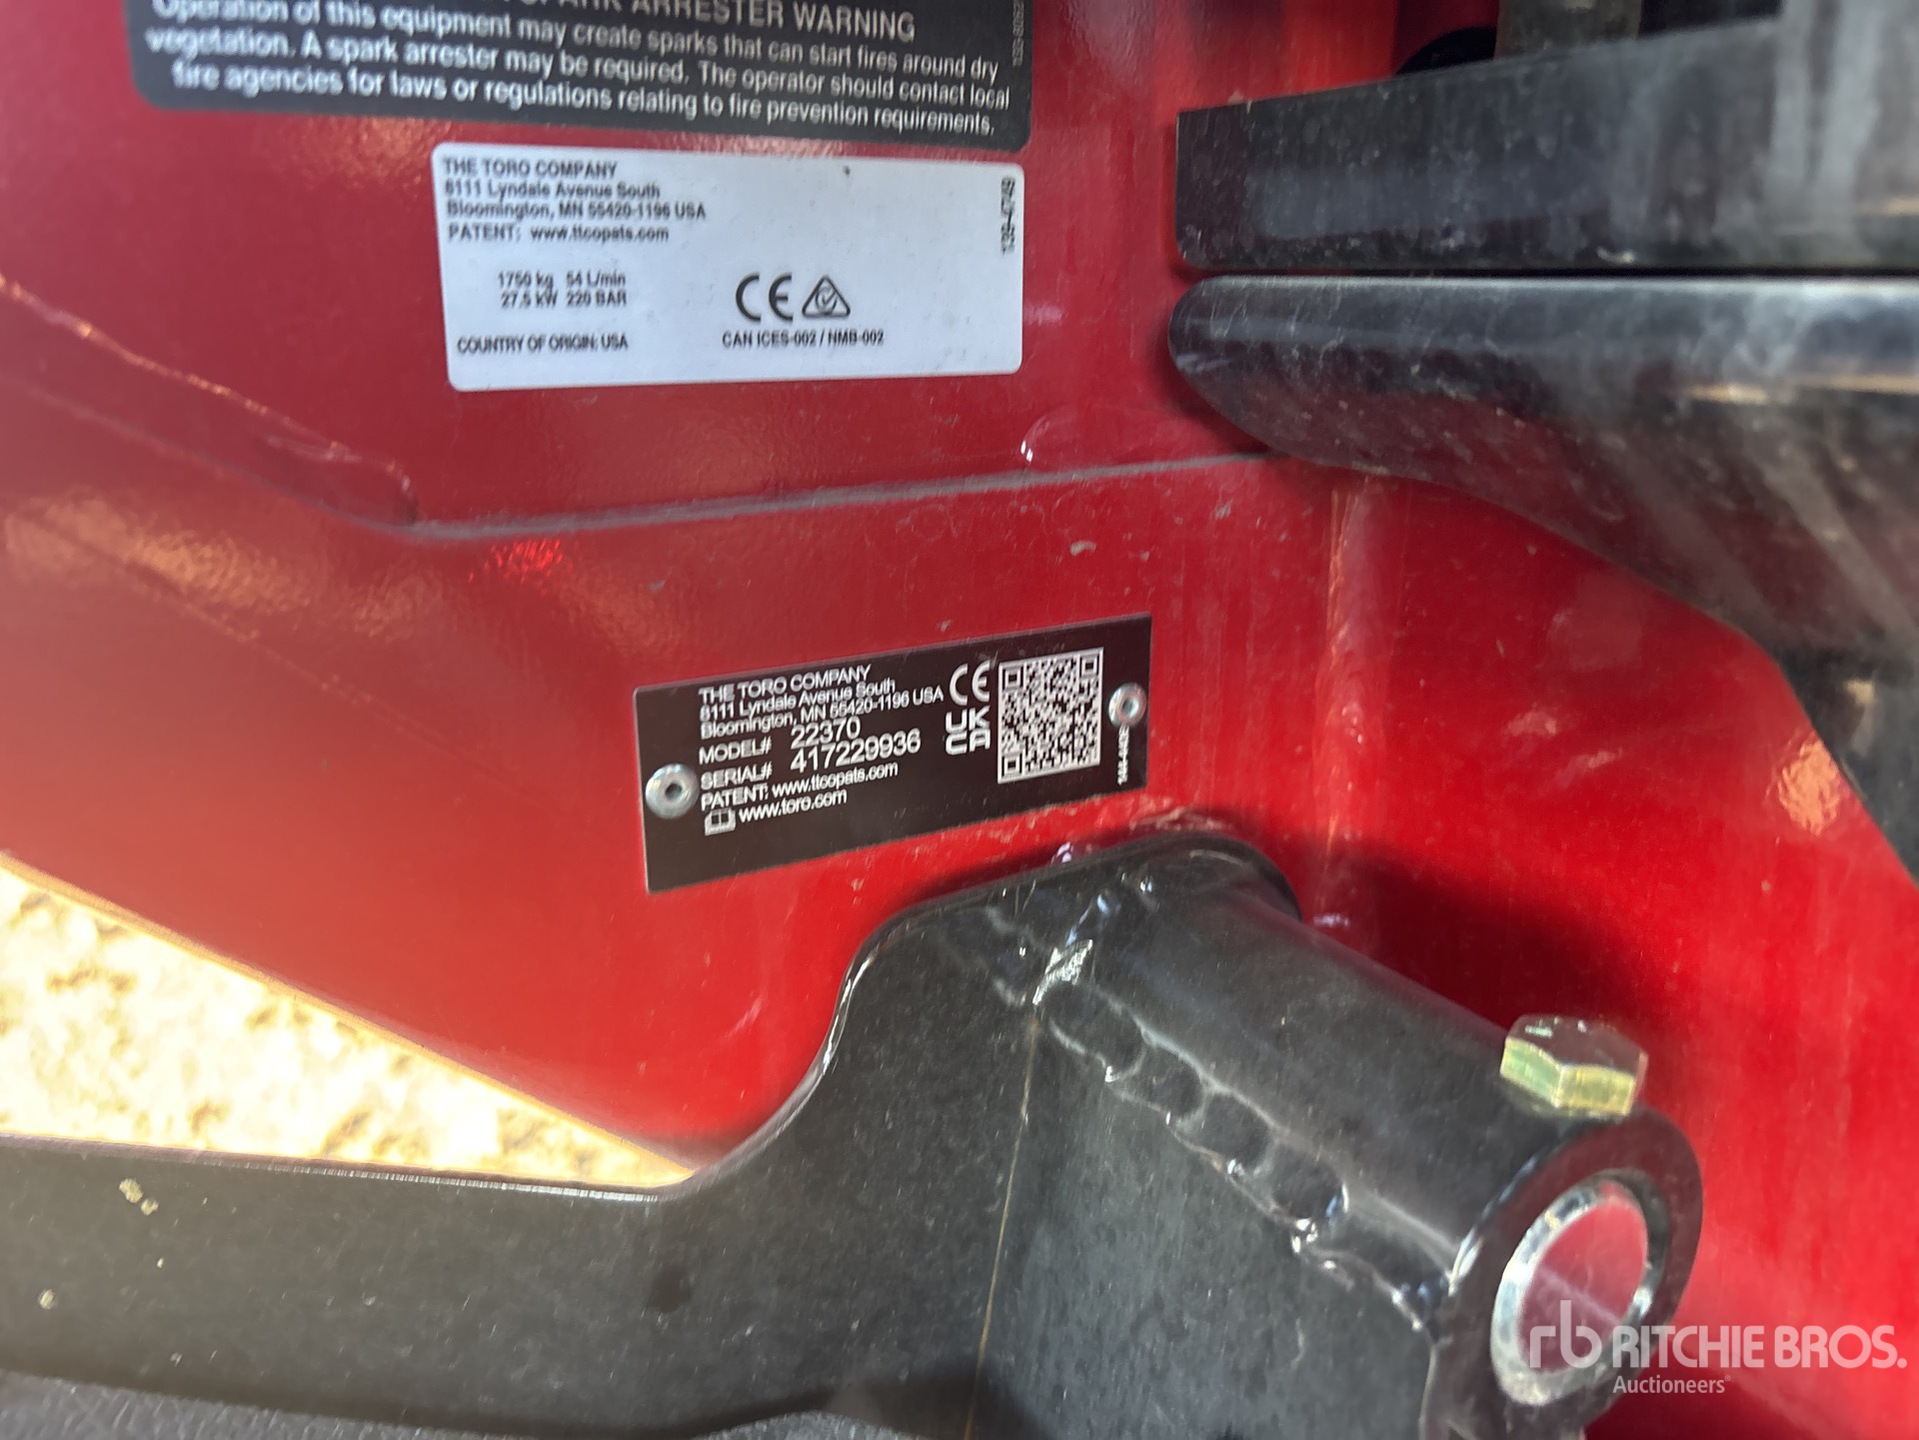 SPARK ARRESTER WARNING
Operation of this equipment may create sparks that can start fires around dry
vegetation. A spark arrester may be required. The operator should contact local
fire agencies for laws or regulations relating to fire prevention requirements.
THE TORO COMPANY
8111 Lyndale Avenue South
Bloomington, MN 55420-1196 USA
PATENT: www.ttcopats.com
139-4749
1750 kg 54 L/min
27.5 kW 220 BAR
CE
COUNTRY OF ORIGIN: USA
CAN ICES-002 / NMB-002
THE TORO COMPANY
8111 Lyndale Avenue South
Bloomington, MN 55420-1196 USA
MODEL# 22370
SERIAL# 417229936
PATENT: www.ttcopats.com
www.toro.com
CE
UK
CA
rb RITCHIE BROS.
Auctioneers